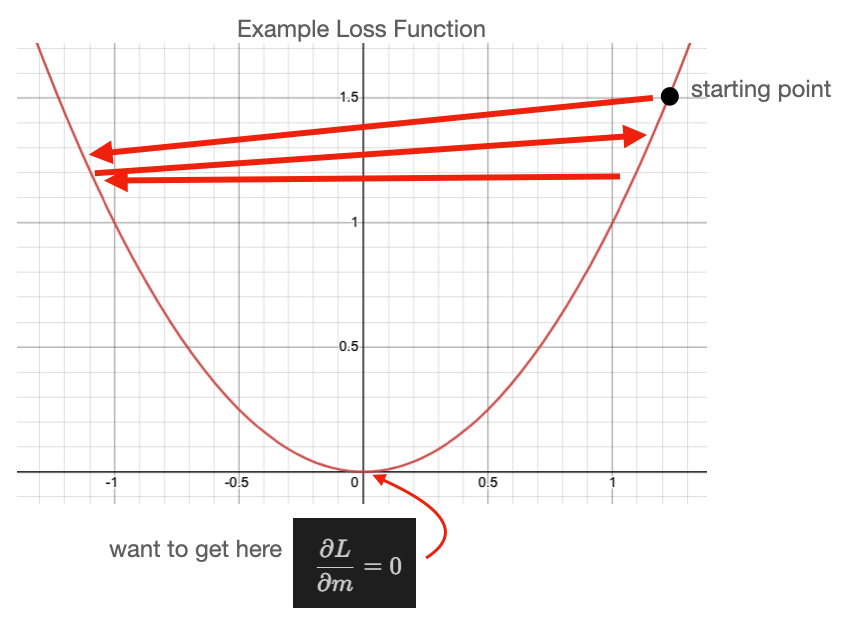 Example Loss Function
1.5
starting point
1
0.5
-1 -0.5 0 0.5 1
want to get here
∂L/∂m = 0